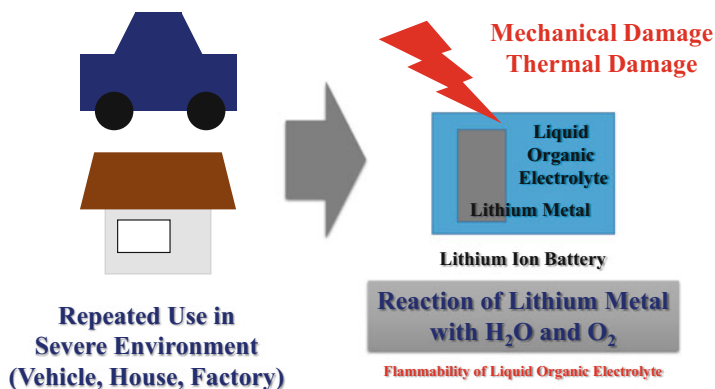 Mechanical Damage
Thermal Damage
Liquid
Organic
Electrolyte
Lithium Metal
Lithium Ion Battery
Reaction of Lithium Metal
with H₂O and O₂
Flammability of Liquid Organic Electrolyte
Repeated Use in
Severe Environment
(Vehicle, House, Factory)